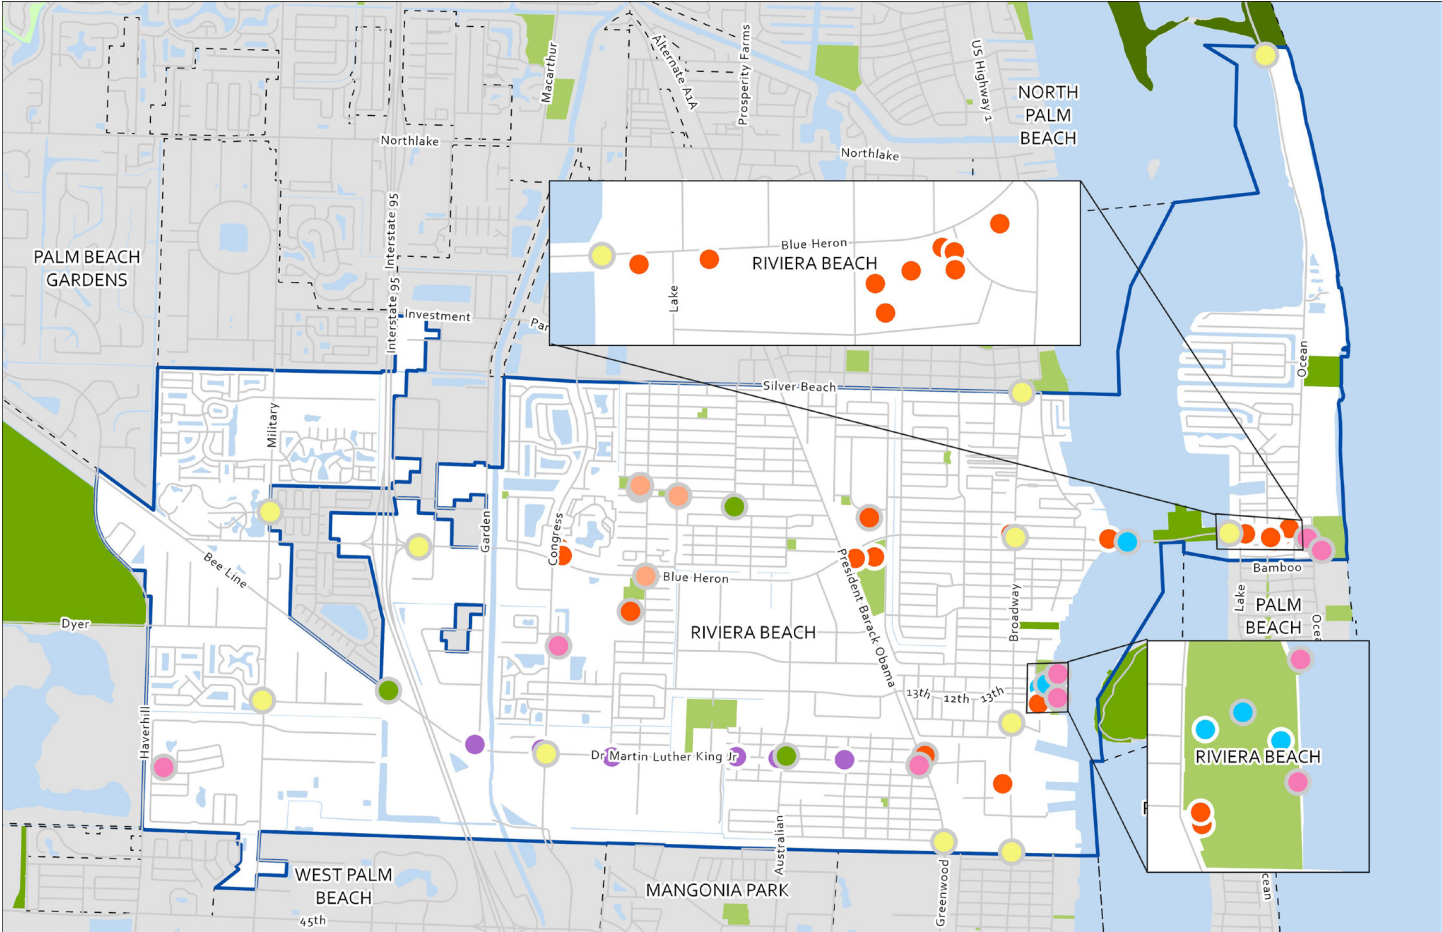 Macarthur
Alternate A1A
Prosperity Farms
US Highway 1
NORTH
PALM
BEACH
Northlake
Northlake
Interstate 95
PALM BEACH
GARDENS
Blue Heron
RIVIERA BEACH
Lake
Interstate 95
Investment
Par
Silver Beach
Ocean
Military
Garden
Congress
Bee Line
Blue Heron
President Barack Obama
Broadway
Bamboo
Lake
PALM
BEACH
Ocea
Dyer
RIVIERA BEACH
13th
12th
13th
Haverhill
Dr Martin Luther King Jr
RIVIERA BEACH
Australian
WEST PALM
BEACH
MANGONIA PARK
Greenwood
cean
45th